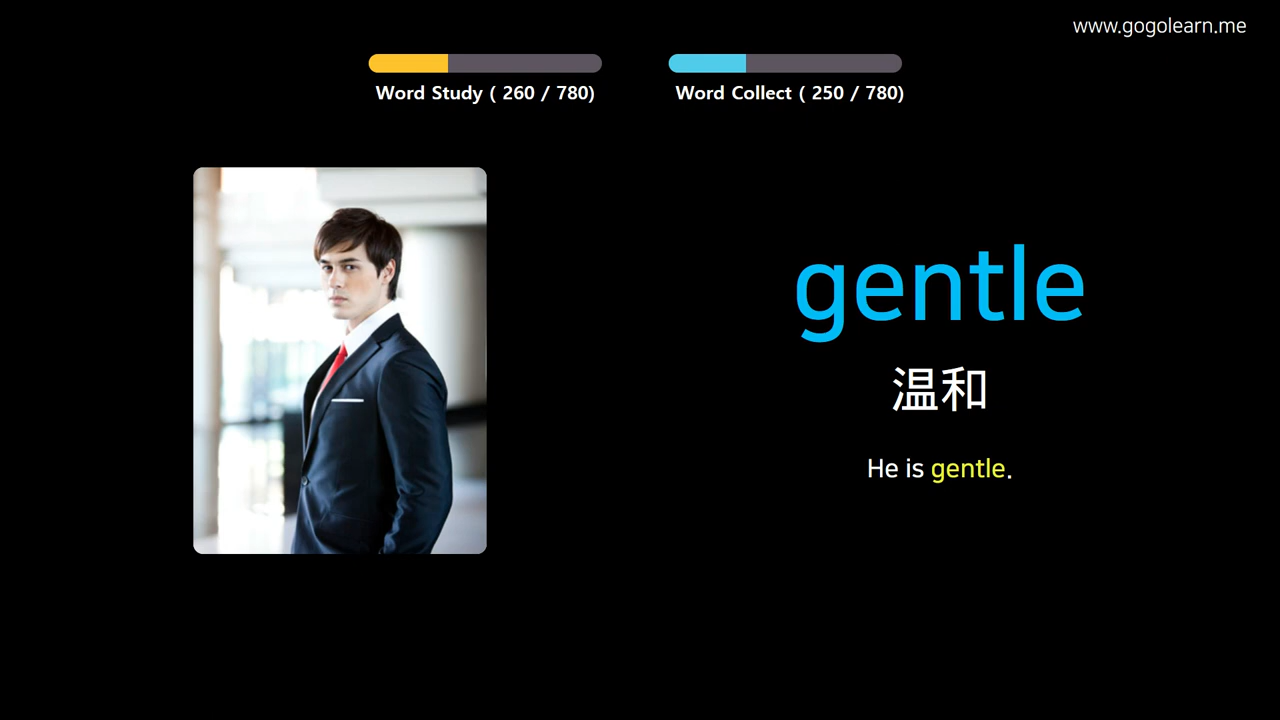 www.gogolearn.me
Word Study ( 260 / 780)
Word Collect ( 250 / 780)
gentle
温和
He is gentle.